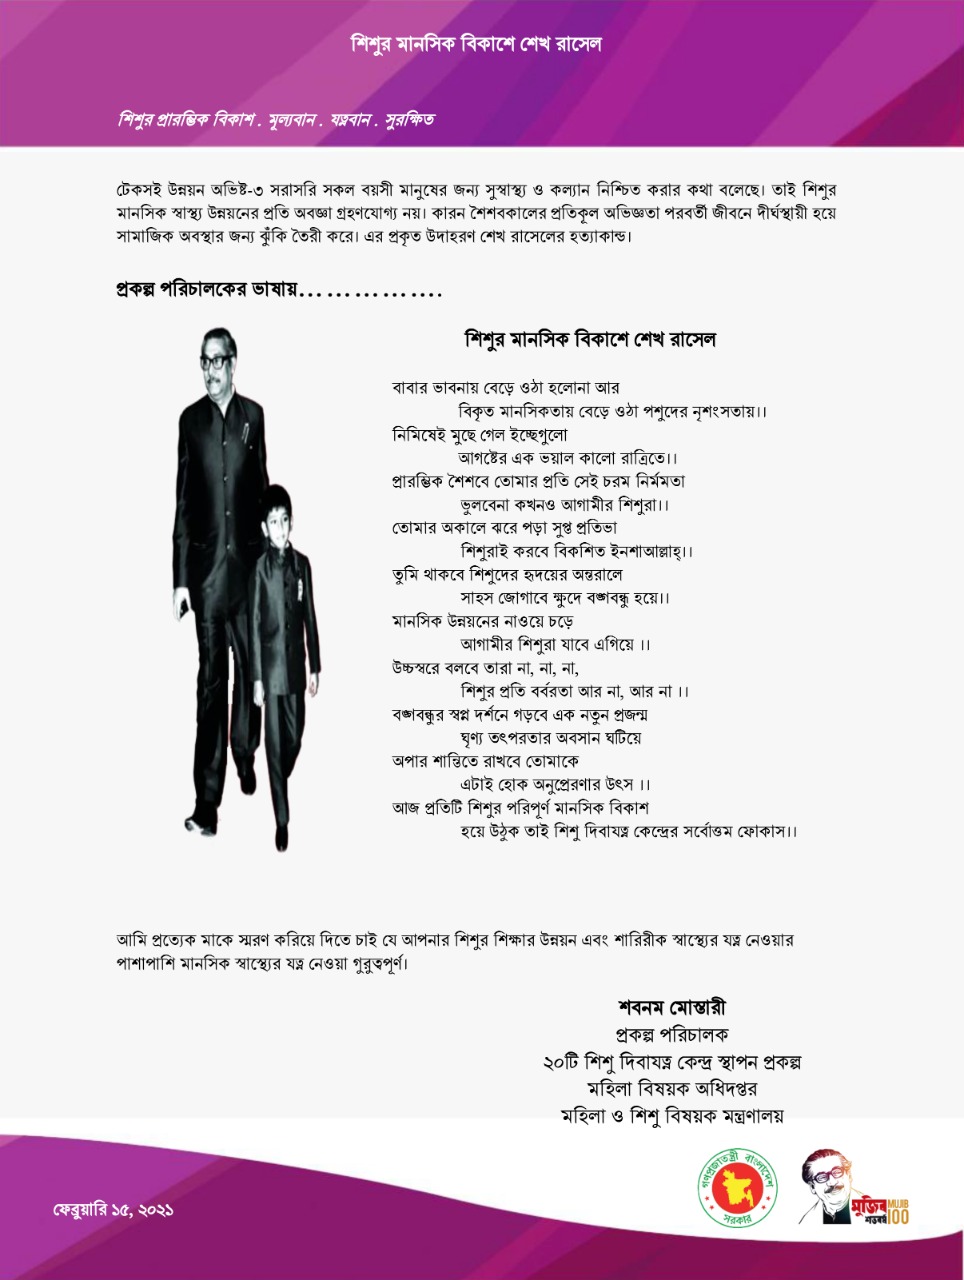 শিশুর মানসিক বিকাশে শেখ রাসেল
শিশুর প্রারম্ভিক বিকাশ . মূল্যবান . যত্নবান . সুরক্ষিত
টেকসই উন্নয়ন অভিষ্ট-৩ সরাসরি সকল বয়সী মানুষের জন্য সুস্বাস্থ্য ও কল্যান নিশ্চিত করার কথা বলেছে। তাই শিশুর
মানসিক স্বাস্থ্য উন্নয়নের প্রতি অবজ্ঞা গ্রহণযোগ্য নয়। কারন শৈশবকালের প্রতিকূল অভিজ্ঞতা পরবর্তী জীবনে দীর্ঘস্থায়ী হয়ে
সামাজিক অবস্থার জন্য ঝুঁকি তৈরী করে। এর প্রকৃত উদাহরণ শেখ রাসেলের হত্যাকান্ড।
প্রকল্প পরিচালকের ভাষায়...............
শিশুর মানসিক বিকাশে শেখ রাসেল
বাবার ভাবনায় বেড়ে ওঠা হলোনা আর
বিকৃত মানসিকতায় বেড়ে ওঠা পশুদের নৃশংসতায়।।
নিমিষেই মুছে গেল ইচ্ছেগুলো
আগষ্টের এক ভয়াল কালো রাত্রিতে।।
প্রারম্ভিক শৈশবে তোমার প্রতি সেই চরম নির্মমতা
ভুলবেনা কখনও আগামীর শিশুরা।।
তোমার অকালে ঝরে পড়া সুপ্ত প্রতিভা
শিশুরাই করবে বিকশিত ইনশাআল্লাহ্।।
তুমি থাকবে শিশুদের হৃদয়ের অন্তরালে
সাহস জোগাবে ক্ষুদে বঙ্গবন্ধু হয়ে।।
মানসিক উন্নয়নের নাওয়ে চড়ে
আগামীর শিশুরা যাবে এগিয়ে ।।
উচ্চস্বরে বলবে তারা না, না, না,
শিশুর প্রতি বর্বরতা আর না, আর না ।।
বঙ্গবন্ধুর স্বপ্ন দর্শনে গড়বে এক নতুন প্রজন্ম
ঘৃণ্য তৎপরতার অবসান ঘটিয়ে
অপার শান্তিতে রাখবে তোমাকে
এটাই হোক অনুপ্রেরণার উৎস ।।
আজ প্রতিটি শিশুর পরিপূর্ণ মানসিক বিকাশ
হয়ে উঠুক তাই শিশু দিবাযত্ন কেন্দ্রের সর্বোত্তম ফোকাস।।
আমি প্রত্যেক মাকে স্মরণ করিয়ে দিতে চাই যে আপনার শিশুর শিক্ষার উন্নয়ন এবং শারিরীক স্বাস্থ্যের যত্ন নেওয়ার
পাশাপাশি মানসিক স্বাস্থ্যের যত্ন নেওয়া গুরুত্বপূর্ণ।
শবনম মোস্তারী
প্রকল্প পরিচালক
২০টি শিশু দিবাযত্ন কেন্দ্র স্থাপন প্রকল্প
মহিলা বিষয়ক অধিদপ্তর
মহিলা ও শিশু বিষয়ক মন্ত্রণালয়
গণপ্রজাতন্ত্রী বাংলাদেশ
সরকার
মুজিব MUJIB
শতবর্ষ 100
ফেব্রুয়ারি ১৫, ২০২১